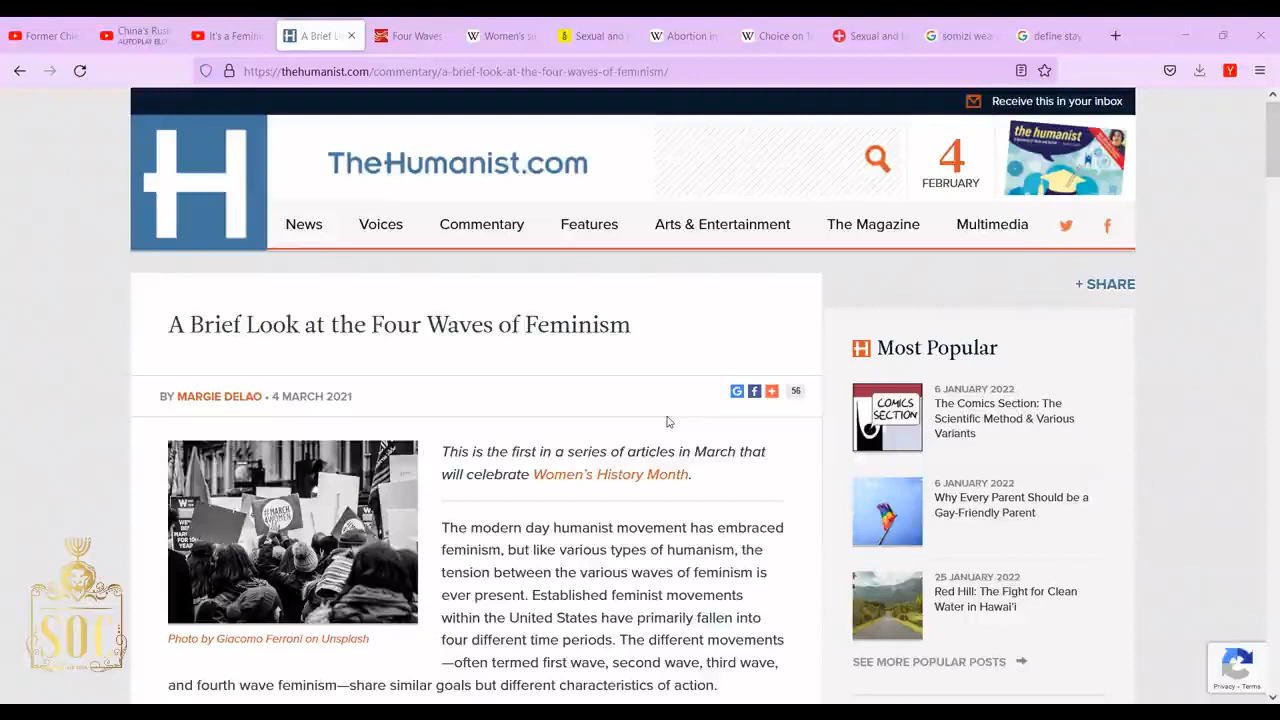 Former Chi
China's Rus
AUTOPLAY BLO
It's a Femin
A Brief L
Four Waves
Women's su
Sexual and
Abortion in
Choice on T
Sexual and
somizi wea
define stay
https://thehumanist.com/commentary/a-brief-look-at-the-four-waves-of-feminism/
Receive this in your inbox
H
TheHumanist.com
4
FEBRUARY
the humanist
News
Voices
Commentary
Features
Arts & Entertainment
The Magazine
Multimedia
+ SHARE
A Brief Look at the Four Waves of Feminism
BY MARGIE DELAO • 4 MARCH 2021
56
This is the first in a series of articles in March that
will celebrate Women's History Month.
The modern day humanist movement has embraced
feminism, but like various types of humanism, the
tension between the various waves of feminism is
ever present. Established feminist movements
within the United States have primarily fallen into
four different time periods. The different movements
—often termed first wave, second wave, third wave,
and fourth wave feminism—share similar goals but different characteristics of action.
Photo by Giacomo Ferroni on Unsplash
H Most Popular
COMICS
SECTION
6 JANUARY 2022
The Comics Section: The
Scientific Method & Various
Variants
6 JANUARY 2022
Why Every Parent Should be a
Gay-Friendly Parent
25 JANUARY 2022
Red Hill: The Fight for Clean
Water in Hawai'i
SEE MORE POPULAR POSTS
Privacy - Terms
SOU